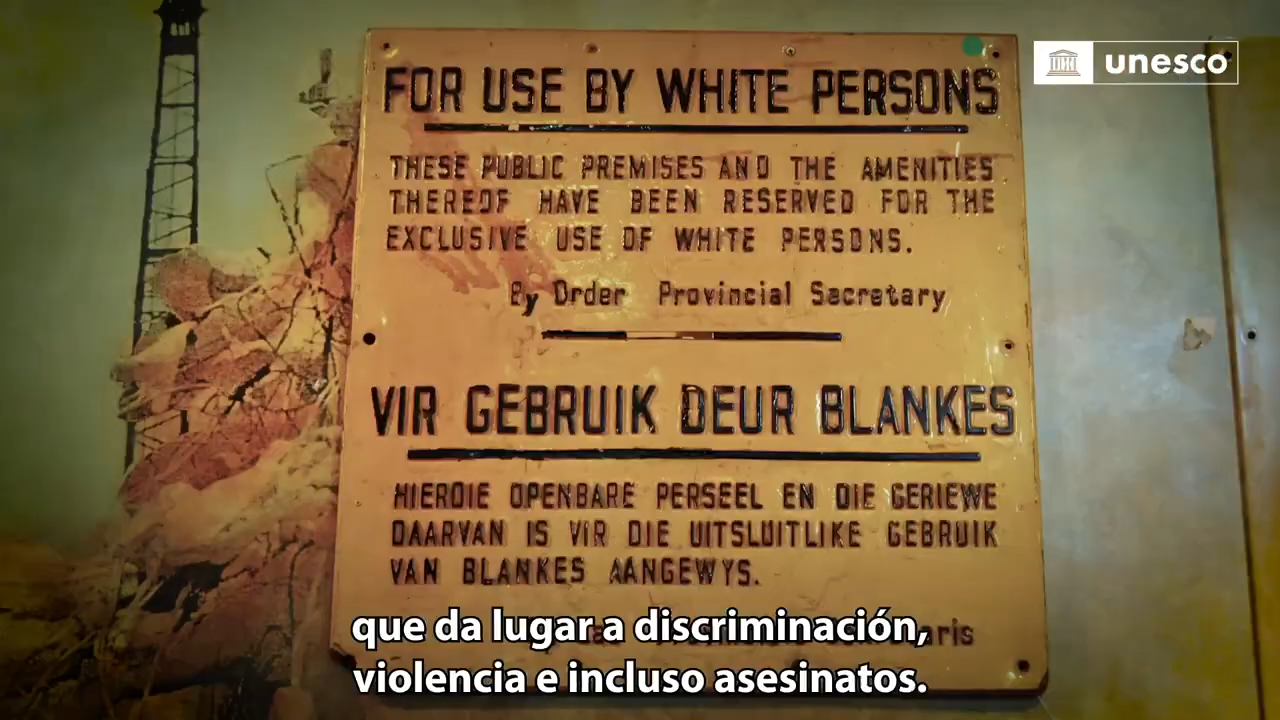 unesco
FOR USE BY WHITE PERSONS
THESE PUBLIC PREMISES AND THE AMENITIES
THEREOF HAVE BEEN RESERVED FOR THE
EXCLUSIVE USE OF WHITE PERSONS.
By Order Provincial Secretary
VIR GEBRUIK DEUR BLANKES
HIERDIE OPENBARE PERSEEL EN DIE GERIEWE
DAARVAN IS VIR DIE UITSLUITLIKE GEBRUIK
VAN BLANKES AANGEWYS.
que da lugar a discriminación,
violencia e incluso asesinatos.